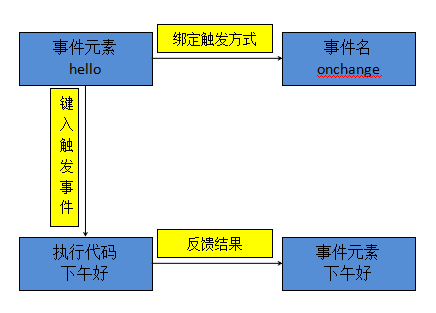 事件元素
hello
绑定触发方式
事件名
onchange
键
入
触
发
事
件
执行代码
下午好
反馈结果
事件元素
下午好